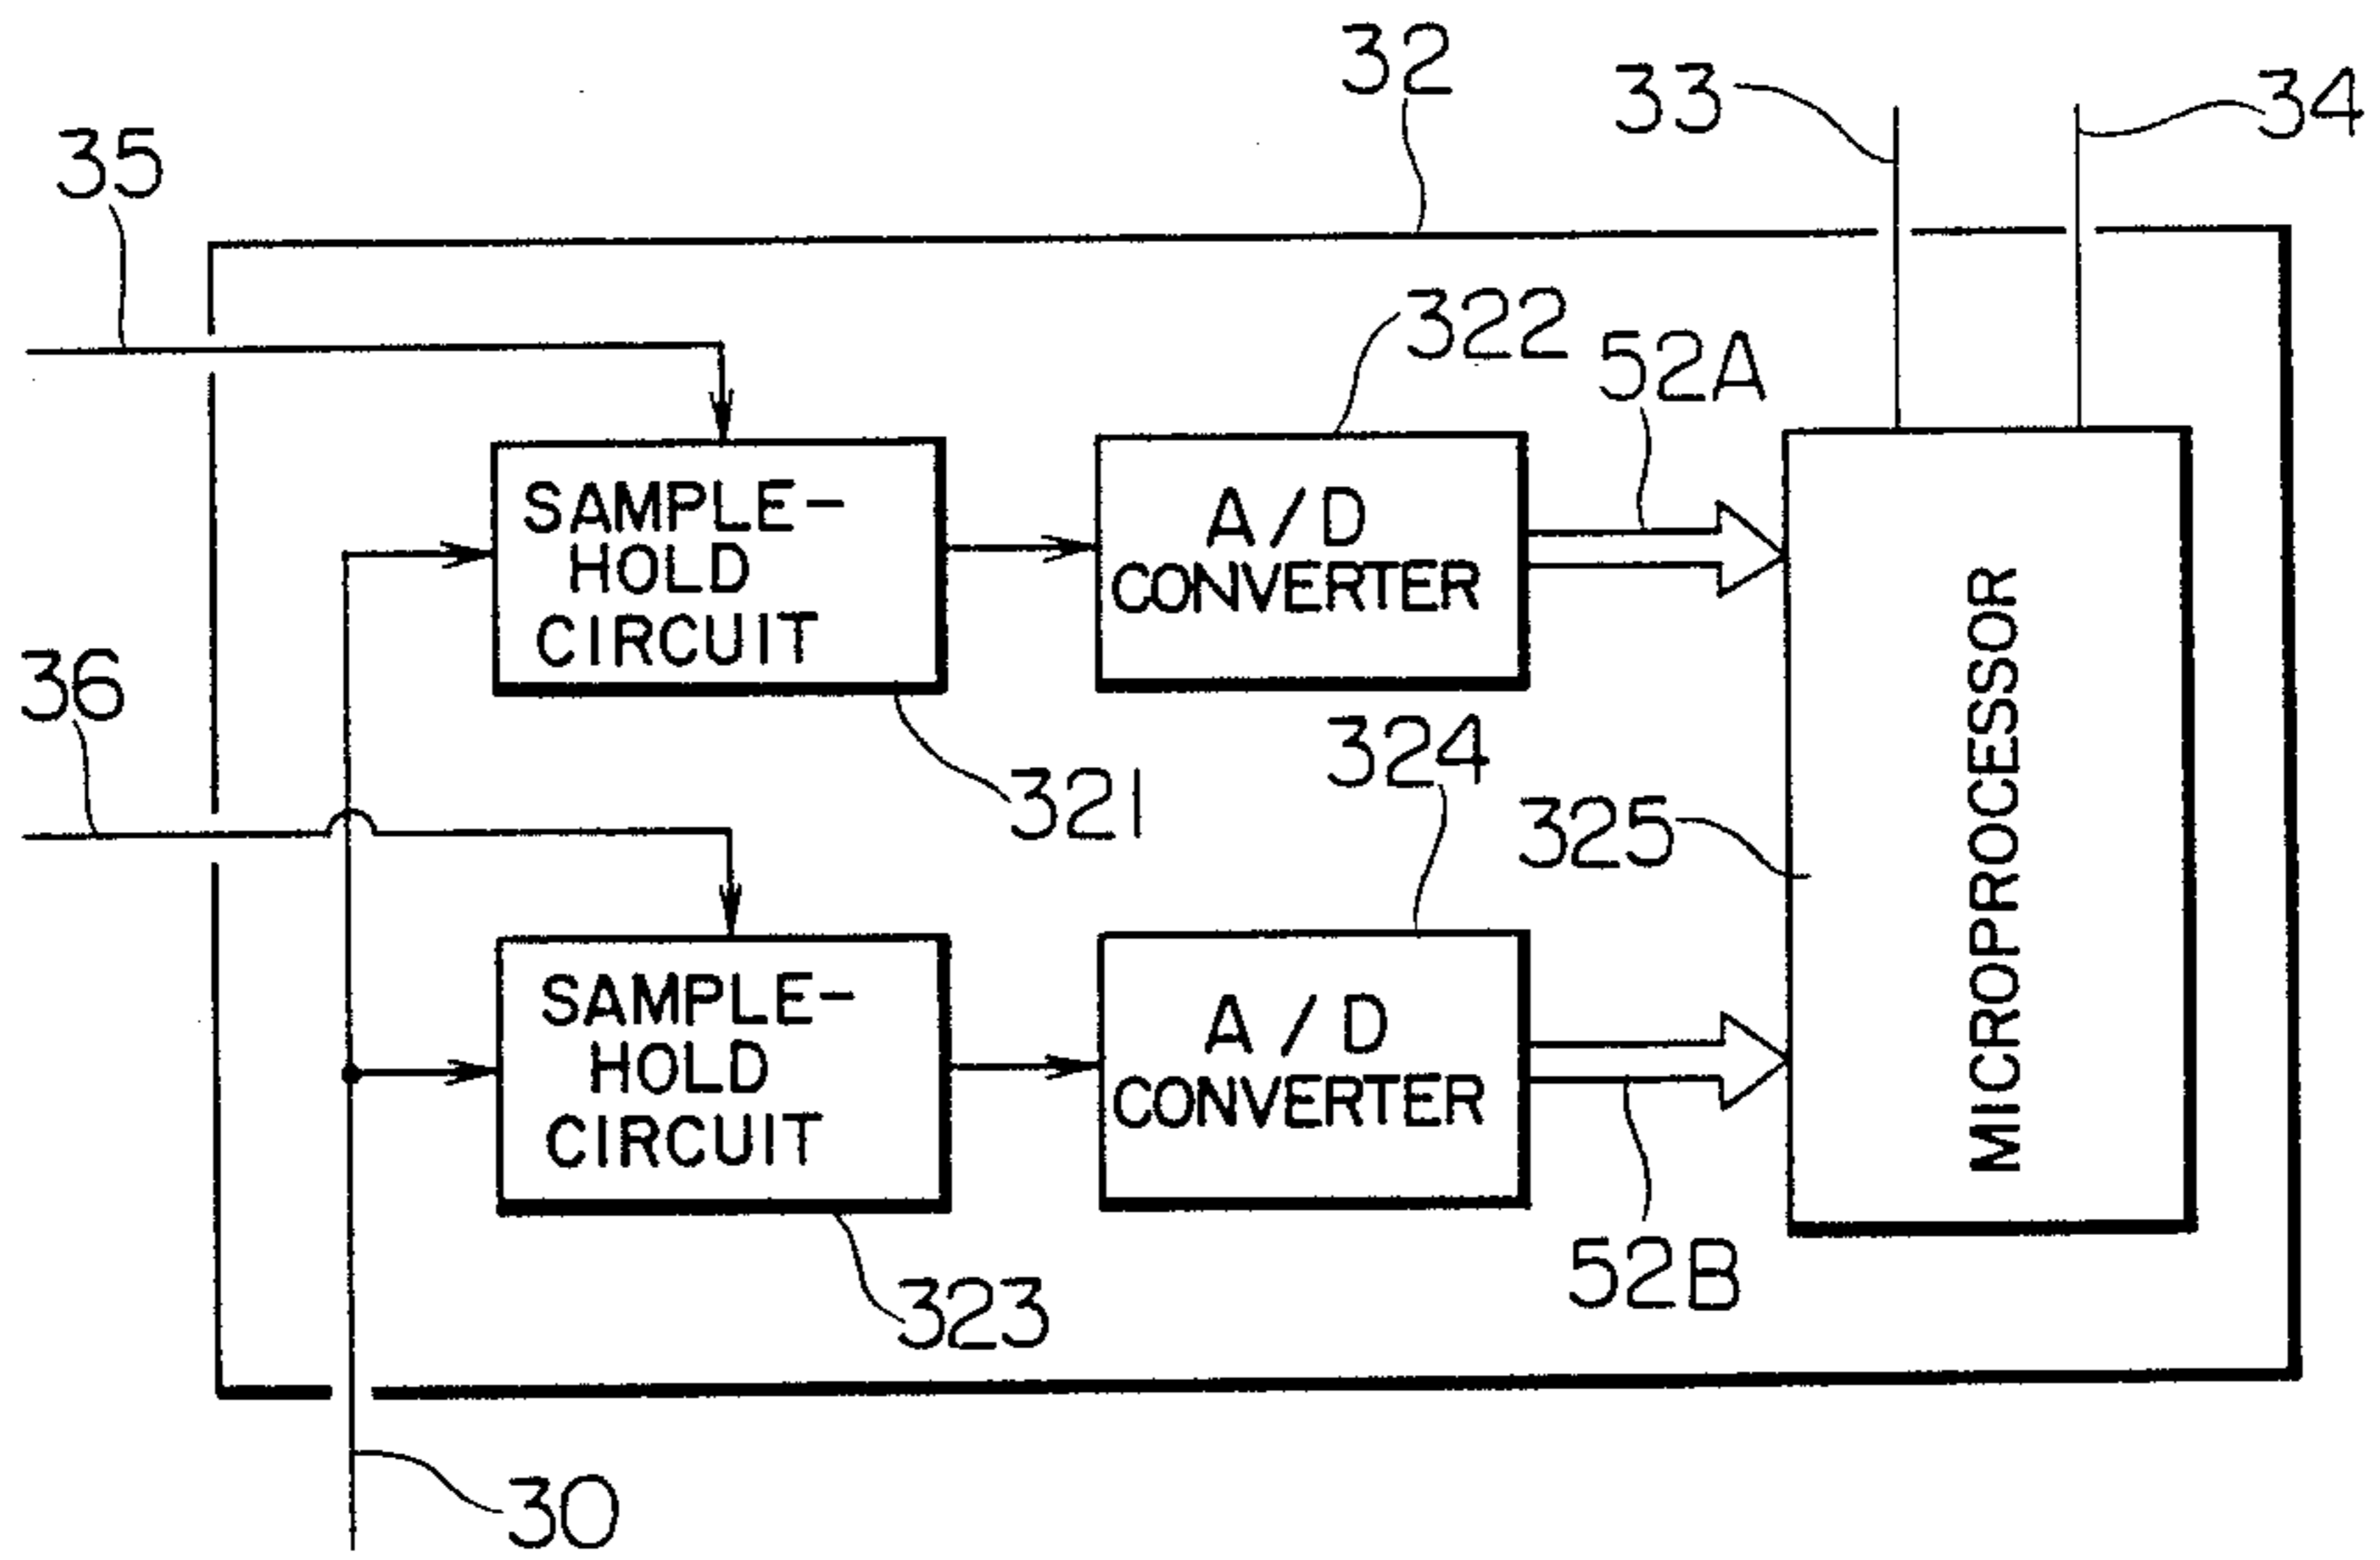 32
33
34
35
322
52A
SAMPLE-
HOLD
CIRCUIT
A/D
CONVERTER
36
321
324
325
MICROPROCESSOR
SAMPLE-
HOLD
CIRCUIT
A/D
CONVERTER
323
52B
30